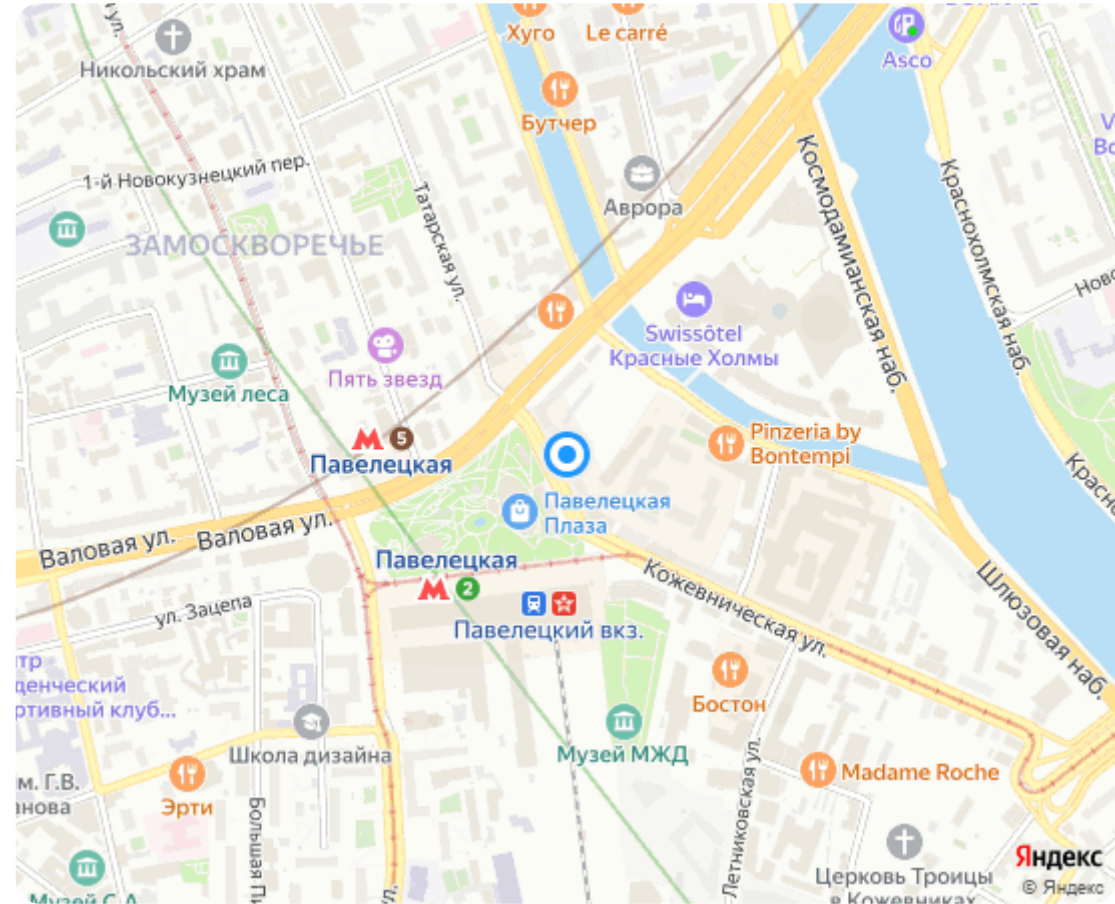 Хуго
Le carré
Asco
Никольский храм
Бутчер
1-й Новокузнецкий пер.
Татарская ул.
Аврора
Космодамианская наб.
Краснохолмская наб.
ЗАМОСКВОРЕЧЬЕ
Swissôtel
Красные Холмы
Пять звезд
Музей леса
5
Павелецкая
Pinzeria by
Bontempi
Павелецкая
Плаза
Валовая ул.
Валовая ул.
Павелецкая
2
Кожевническая ул.
Шлюзовая наб.
ул. Зацепа
Павелецкий вкз.
Бостон
Школа дизайна
Музей МЖД
Летниковская ул.
Madame Roche
Эрти
Большая
Церковь Троицы
в Кожевниках
Яндекс
© Яндекс